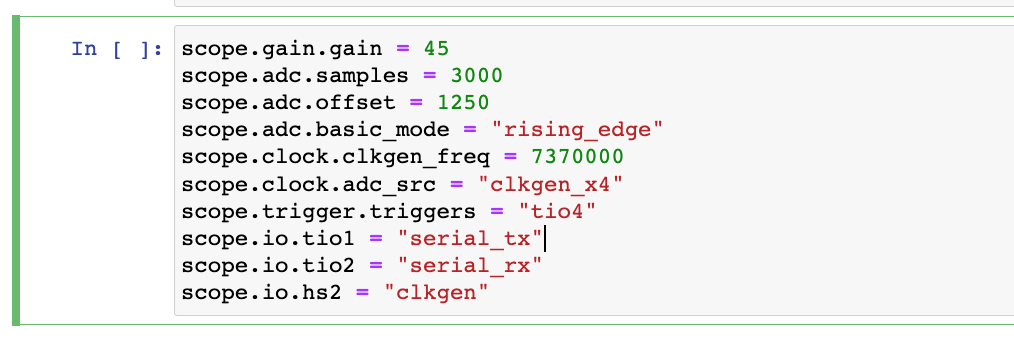 In [ ]:
scope.gain.gain = 45
scope.adc.samples = 3000
scope.adc.offset = 1250
scope.adc.basic_mode = "rising_edge"
scope.clock.clkgen_freq = 7370000
scope.clock.adc_src = "clkgen_x4"
scope.trigger.triggers = "tio4"
scope.io.tio1 = "serial_tx"
scope.io.tio2 = "serial_rx"
scope.io.hs2 = "clkgen"